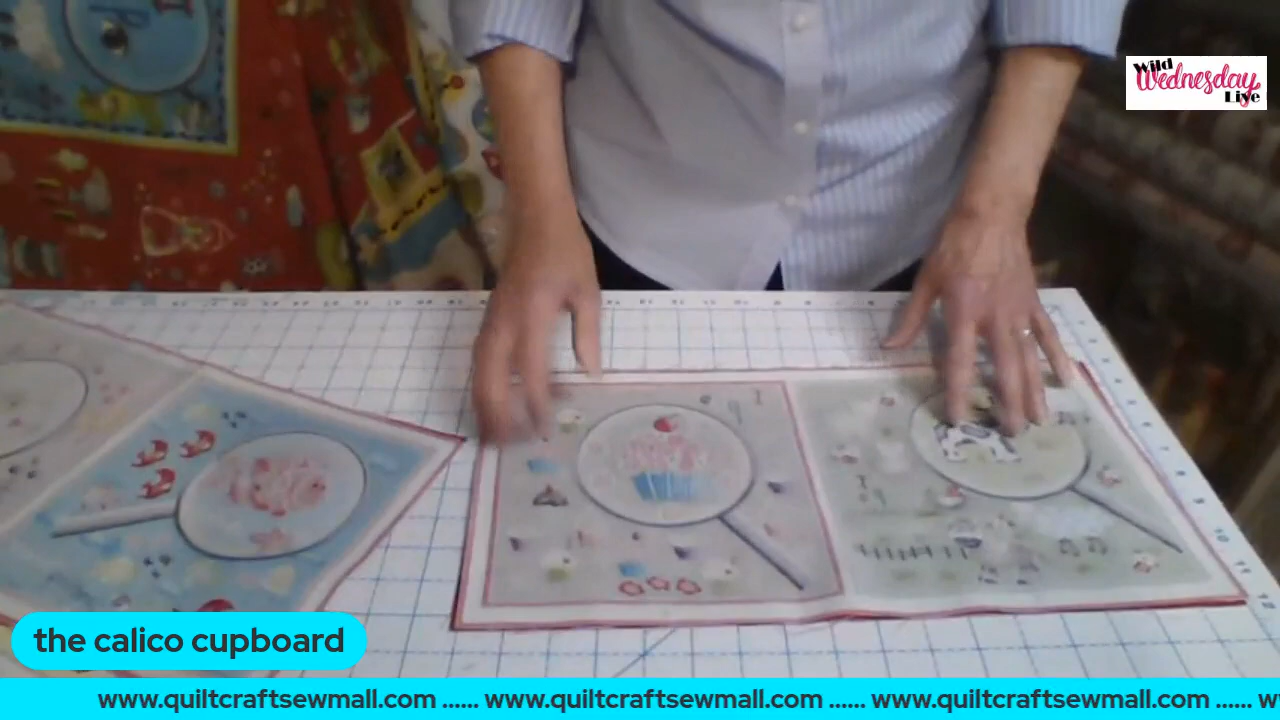 Wild
Wednesday
Live
the calico cupboard
www.quiltcraftsewmall.com ...... www.quiltcraftsewmall.com ...... www.quiltcraftsewmall.com ...... w